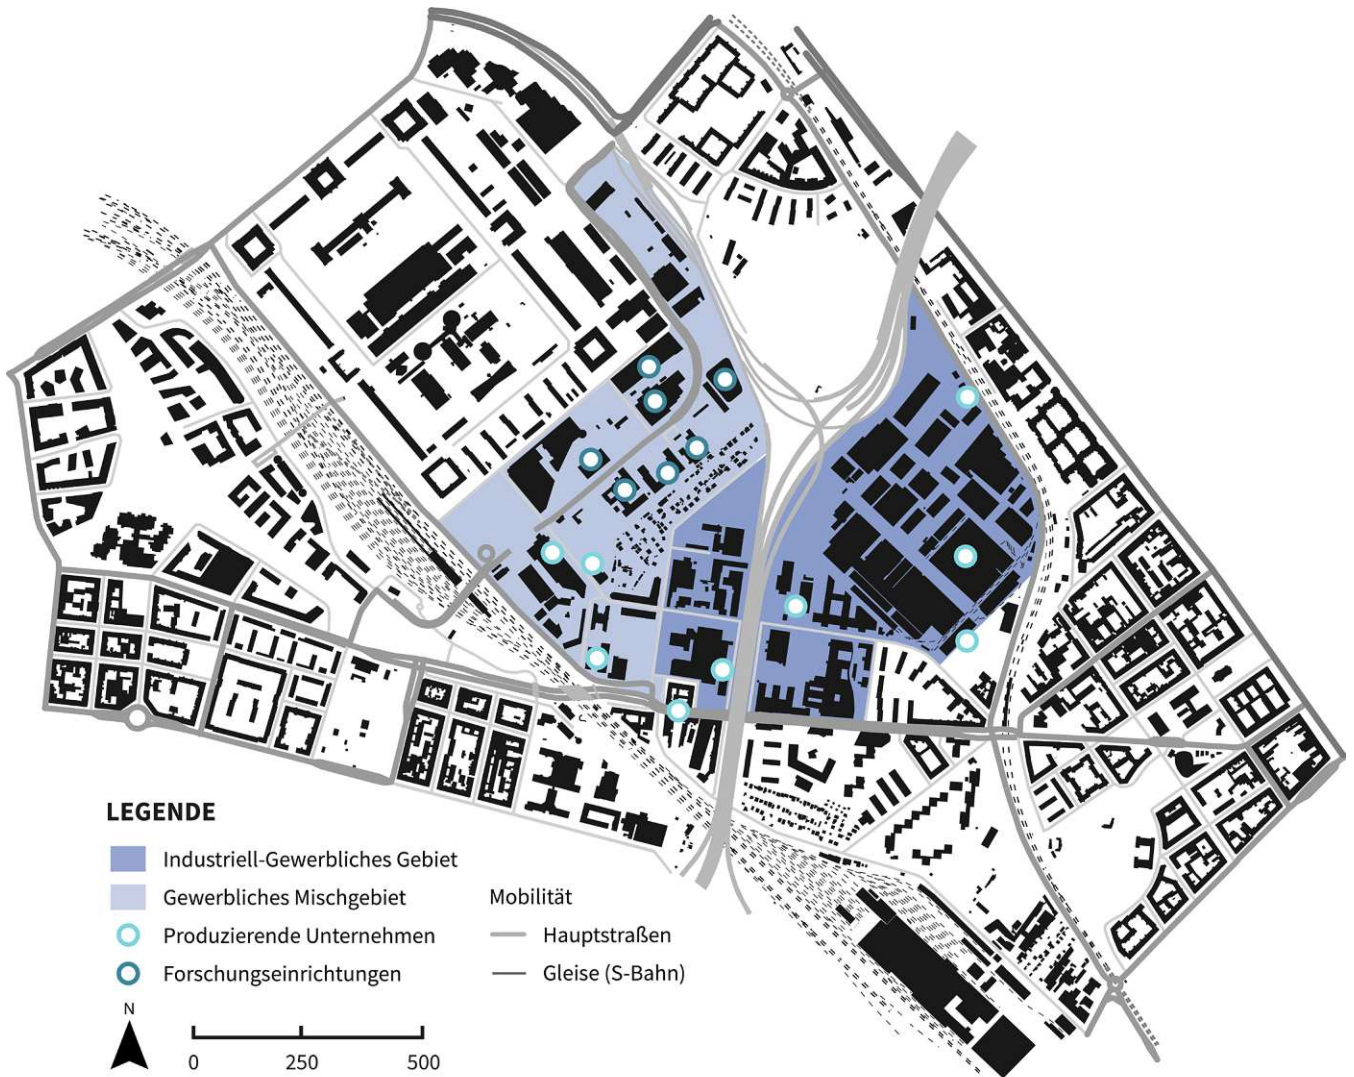 LEGENDE
Industriell-Gewerbliches Gebiet
Gewerbliches Mischgebiet
Produzierende Unternehmen
Forschungseinrichtungen
Mobilität
Hauptstraßen
Gleise (S-Bahn)
N
0 250 500